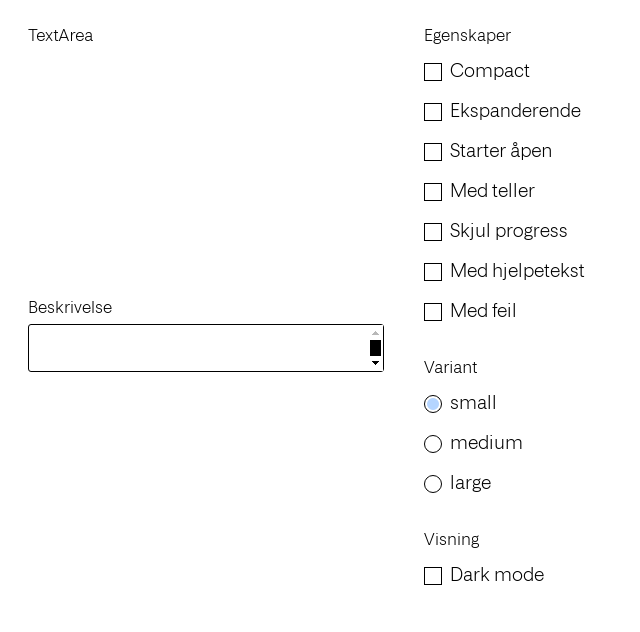 TextArea
Beskrivelse
Egenskaper
Compact
Ekspanderende
Starter åpen
Med teller
Skjul progress
Med hjelpetekst
Med feil
Variant
small
medium
large
Visning
Dark mode